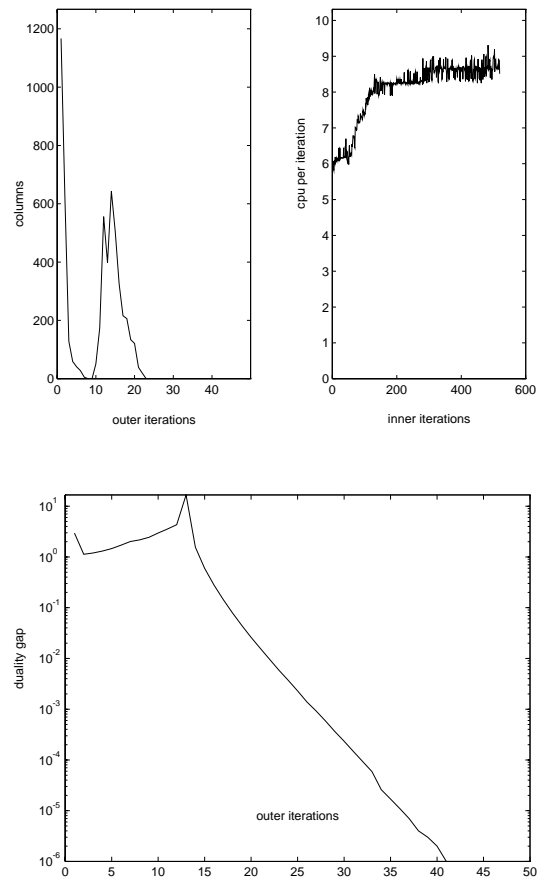 1200
1000
800
600
400
200
0
columns
0 10 20 30 40
outer iterations
10
9
8
7
6
5
4
3
2
1
0
cpu per iteration
0 200 400 600
inner iterations
10^1
10^0
10^-1
10^-2
10^-3
10^-4
10^-5
10^-6
duality gap
outer iterations
0 5 10 15 20 25 30 35 40 45 50